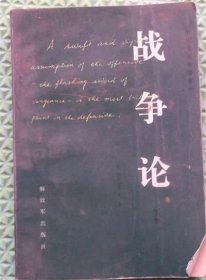 战争论
A swift and
assumption of the offensive
the flashing sword of
vengeance — is the most
point in the defensive..
解放军出版社